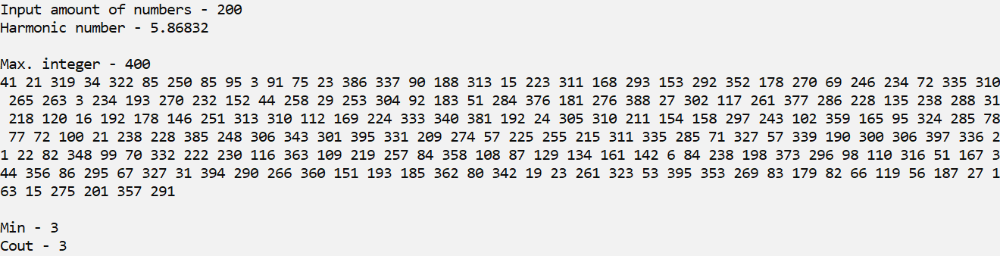 Input amount of numbers - 200
Harmonic number - 5.86832
Max. integer - 400
41 21 319 34 322 85 250 85 95 3 91 75 23 386 337 90 188 313 15 223 311 168 293 153 292 352 178 270 69 246 234 72 335 310
265 263 3 234 193 270 232 152 44 258 29 253 304 92 183 51 284 376 181 276 388 27 302 117 261 377 286 228 135 238 288 31
218 120 16 192 178 146 251 313 310 112 169 224 333 340 381 192 24 305 310 211 154 158 297 243 102 359 165 95 324 285 78
77 72 100 21 238 228 385 248 306 343 301 395 331 209 274 57 225 255 215 311 335 285 71 327 57 339 190 300 306 397 336 2
1 22 82 348 99 70 332 222 230 116 363 109 219 257 84 358 108 87 129 134 161 142 6 84 238 198 373 296 98 110 316 51 167 3
44 356 86 295 67 327 31 394 290 266 360 151 193 185 362 80 342 19 23 261 323 53 395 353 269 83 179 82 66 119 56 187 27 1
63 15 275 201 357 291
Min - 3
Cout - 3